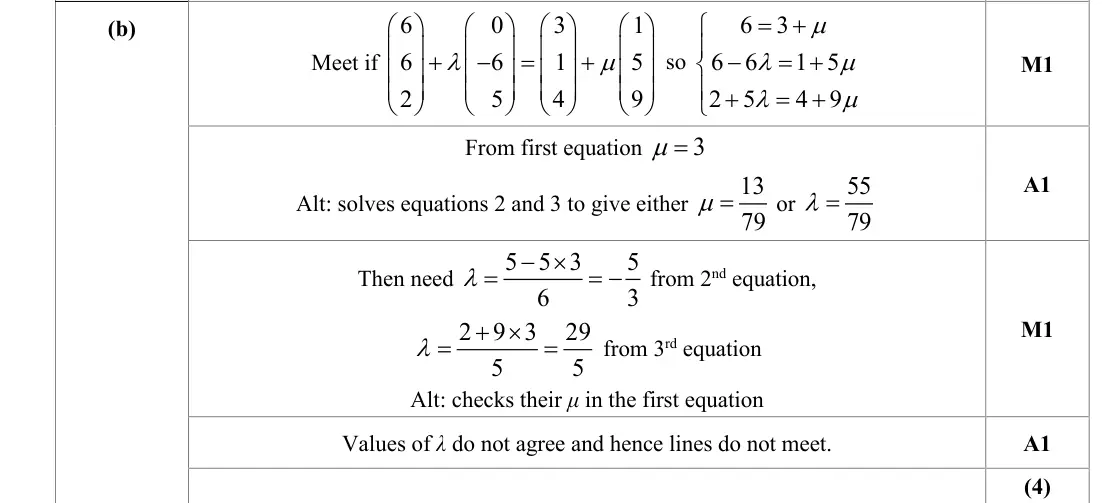 (b)
Meet if (6 6 2) + λ(0 −6 5) = (3 1 4) + μ(1 5 9) so { 6 = 3 + μ
6 − 6λ = 1 + 5μ
2 + 5λ = 4 + 9μ
M1
From first equation μ = 3
Alt: solves equations 2 and 3 to give either μ = 13/79 or λ = 55/79
A1
Then need λ = (5 − 5×3)/6 = −5/3 from 2nd equation,
λ = (2 + 9×3)/5 = 29/5 from 3rd equation
Alt: checks their μ in the first equation
M1
Values of λ do not agree and hence lines do not meet.
A1
(4)